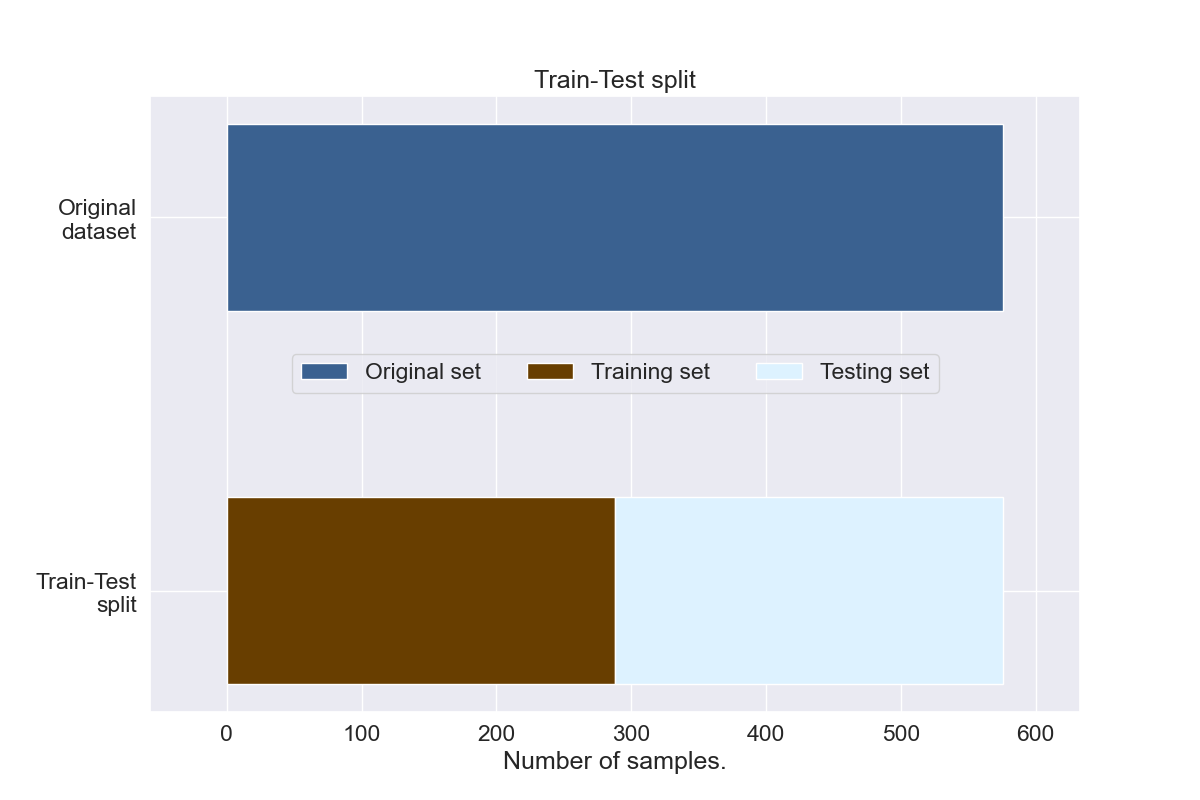 Train-Test split
Original
dataset
Original set
Training set
Testing set
Train-Test
split
0
100
200
300
400
500
600
Number of samples.